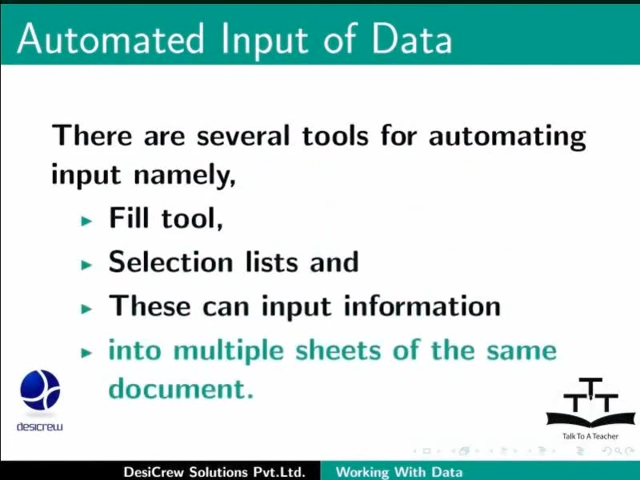 Automated Input of Data
There are several tools for automating
input namely,
Fill tool,
Selection lists and
These can input information
into multiple sheets of the same
document.
desicrew
TTT
Talk To A Teacher
DesiCrew Solutions Pvt.Ltd. Working With Data